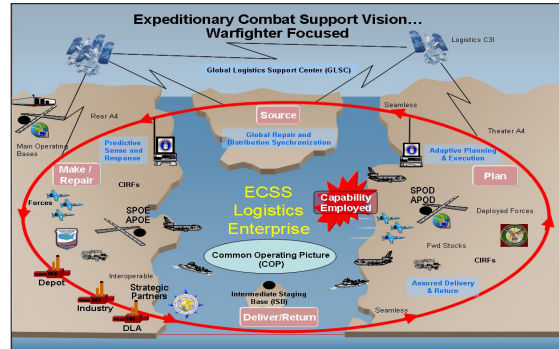 Expeditionary Combat Support Vision…
Warfighter Focused
Logistics C3I
Global Logistics Support Center (GLSC)
Source
Seamless
Rear A4
Theater A4
Main Operating
Bases
Predictive
Sense and
Response
Global Repair and
Distribution Synchronization
Adaptive Planning
& Execution
Make /
Repair
CIRFs
Plan
Forces
SPOE
APOE
ECSS
Logistics
Enterprise
Capability
Employed
SPOD
APOD
Deployed Forces
Fwd Stocks
CIRFs
Common Operating Picture
(COP)
Interoperable
Depot
Strategic
Partners
Industry
DLA
Intermediate Staging
Base (ISB)
Assured Delivery
& Return
Seamless
Deliver/Return